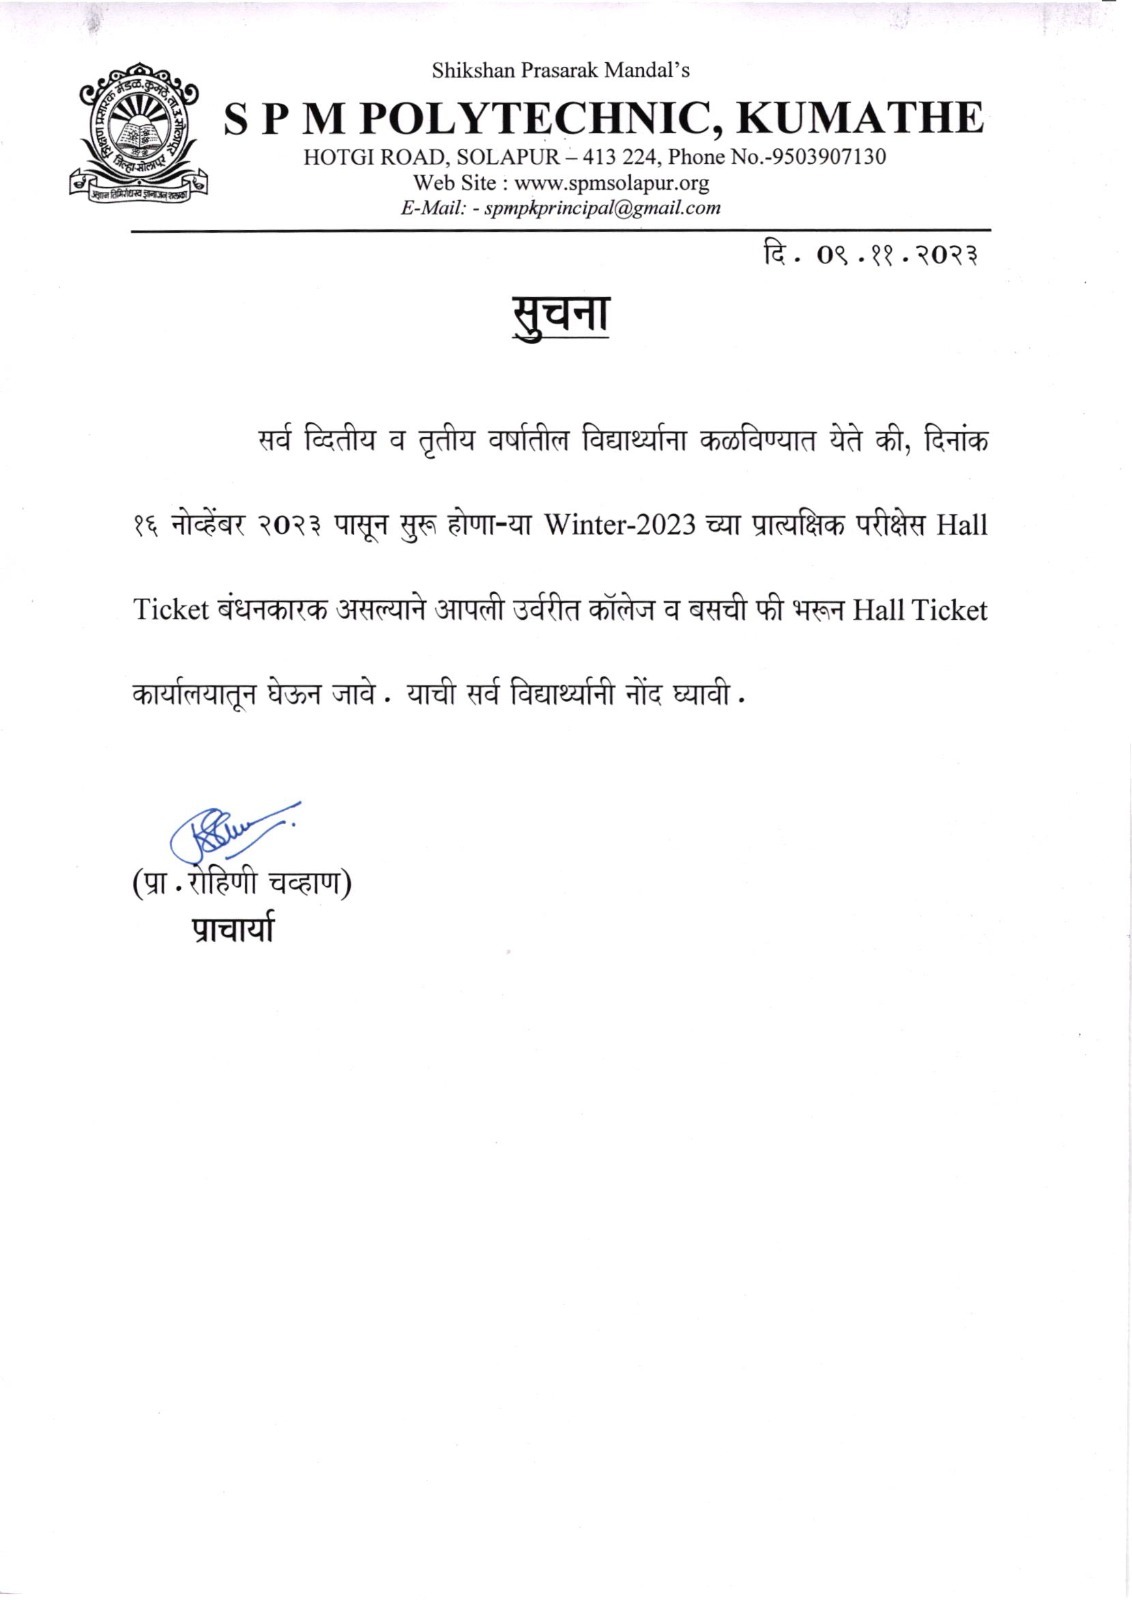 Shikshan Prasarak Mandal's
S P M POLYTECHNIC, KUMATHE
HOTGI ROAD, SOLAPUR – 413 224, Phone No.-9503907130
Web Site : www.spmsolapur.org
E-Mail: - spmpkprincipal@gmail.com
दि. ०९.११.२०२३
सुचना
सर्व व्दितीय व तृतीय वर्षातील विद्यार्थ्याना कळविण्यात येते की, दिनांक
१६ नोव्हेंबर २०२३ पासून सुरू होणा-या Winter-2023 च्या प्रात्यक्षिक परीक्षेस Hall
Ticket बंधनकारक असल्याने आपली उर्वरीत कॉलेज व बसची फी भरून Hall Ticket
कार्यालयातून घेऊन जावे. याची सर्व विद्यार्थ्यानी नोंद घ्यावी.
(प्रा.रोहिणी चव्हाण)
प्राचार्या